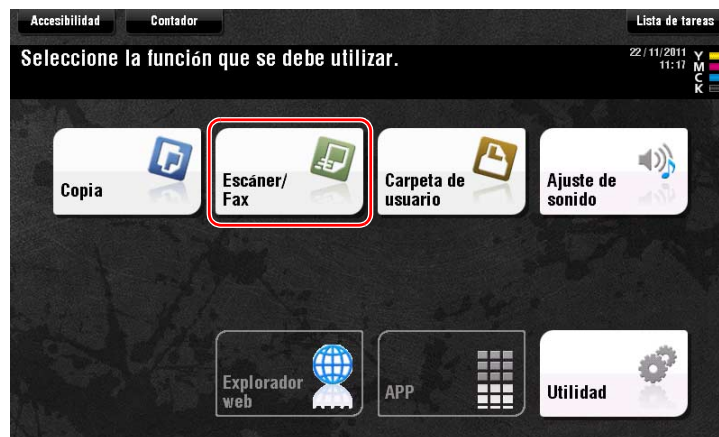 Accesibilidad Contador Lista de tareas
Seleccione la función que se debe utilizar.
22/11/2011
11:17
Y
M
C
K
Copia
Escáner/
Fax
Carpeta de
usuario
Ajuste de
sonido
Explorador
web
APP
Utilidad